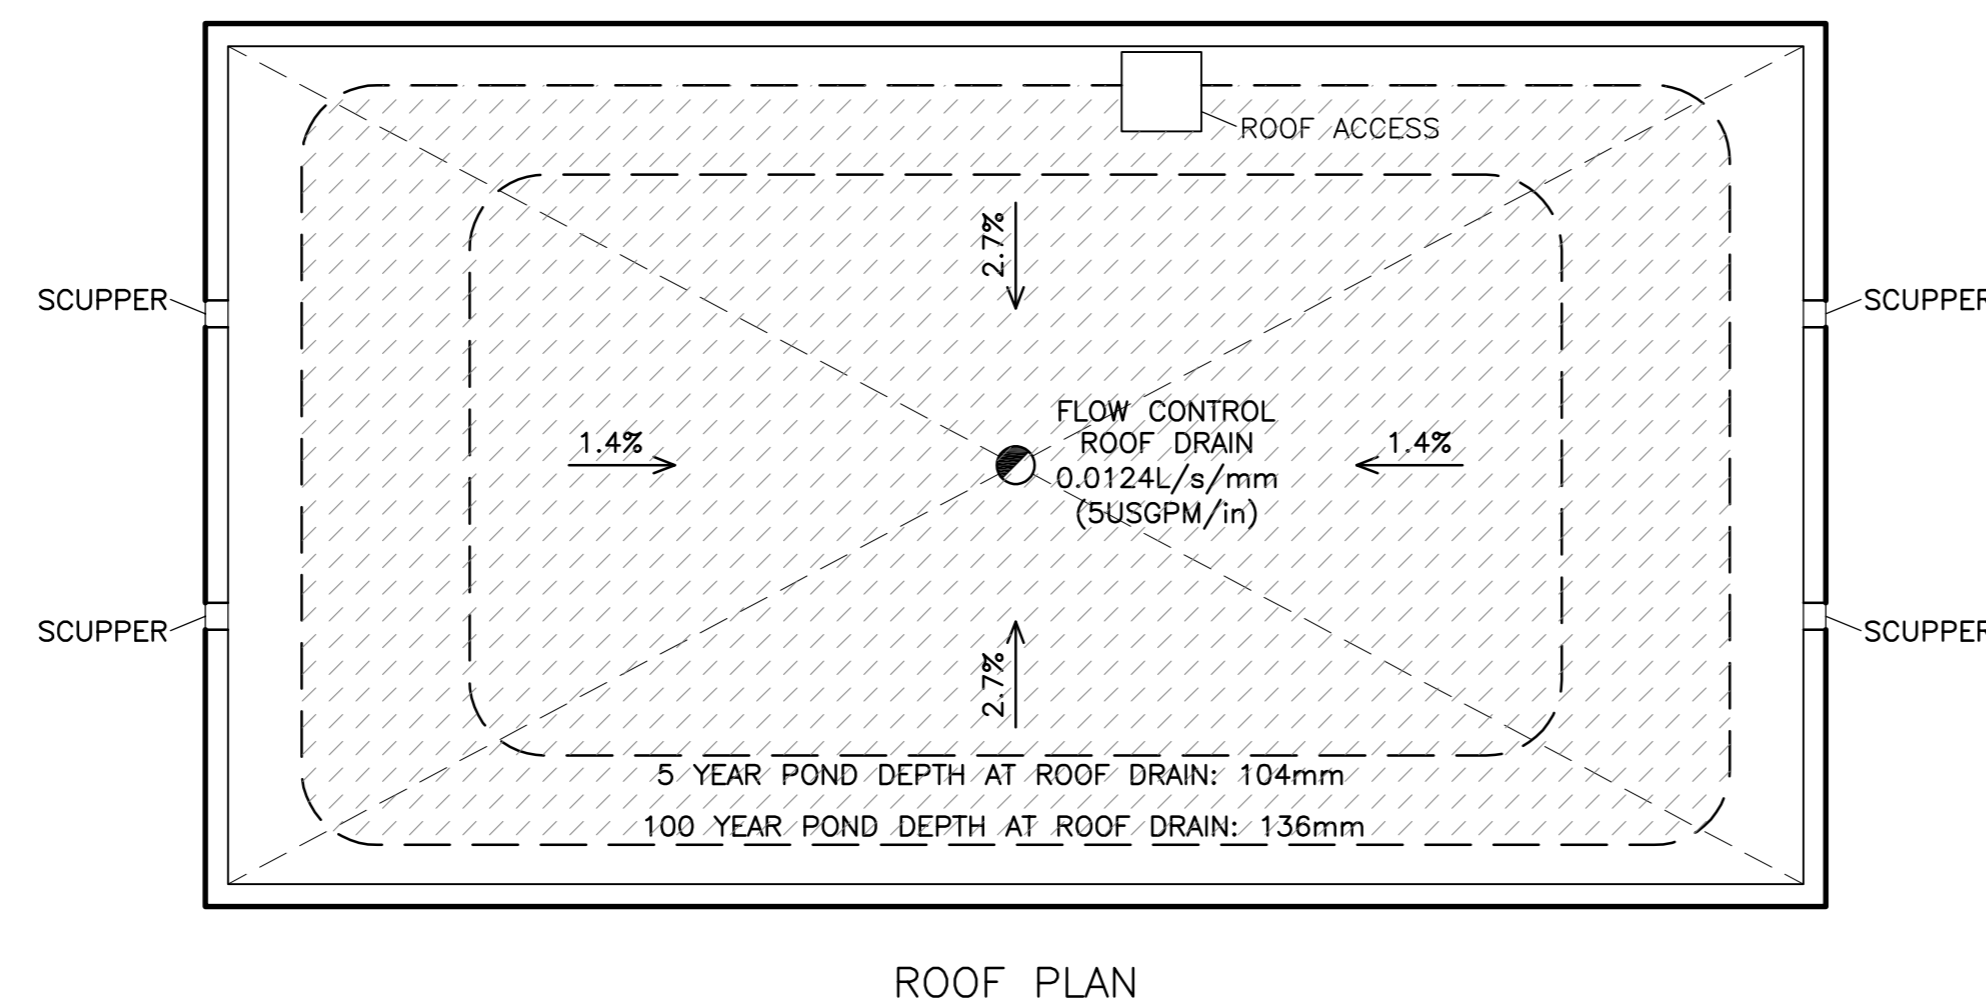 ROOF ACCESS
2.7%
SCUPPER
SCUPPER
FLOW CONTROL
ROOF DRAIN
0.0124L/s/mm
(5USGPM/in)
1.4%
1.4%
SCUPPER
SCUPPER
2.7%
5 YEAR POND DEPTH AT ROOF DRAIN: 104mm
100 YEAR POND DEPTH AT ROOF DRAIN: 136mm
ROOF PLAN